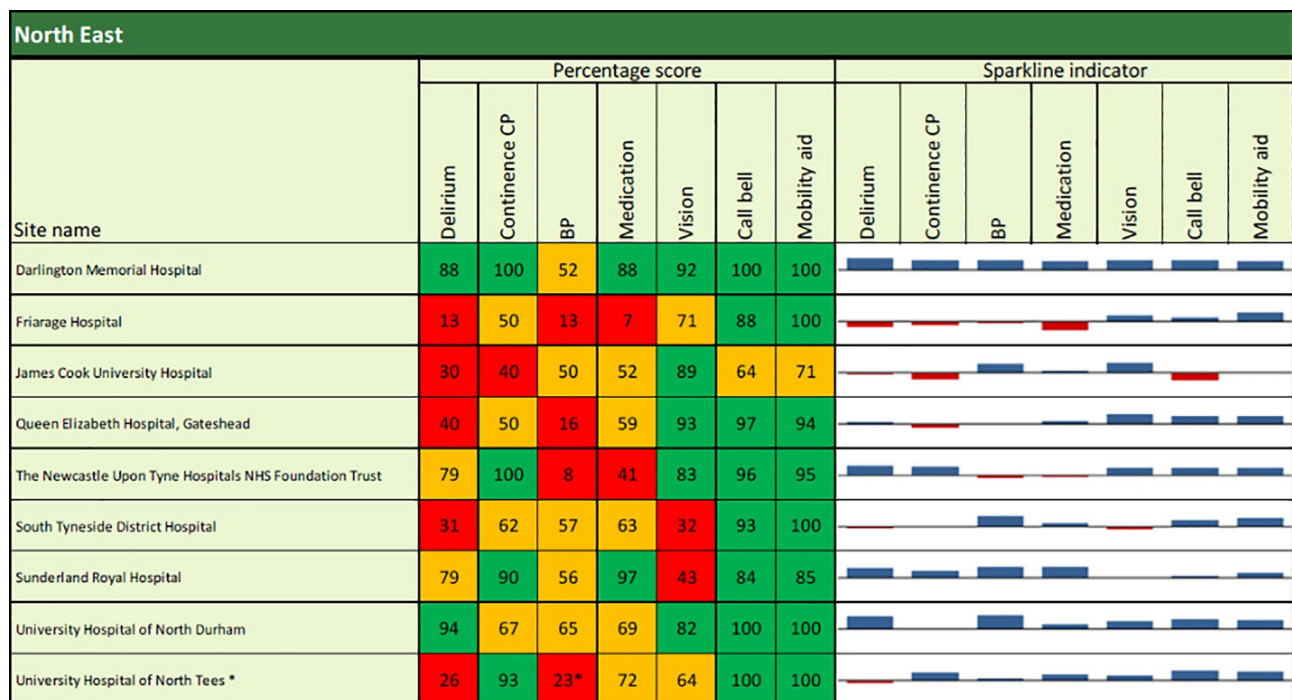 North East
Percentage score Sparkline indicator
Site name Delirium Continence CP BP Medication Vision Call bell Mobility aid Delirium Continence CP BP Medication Vision Call bell Mobility aid
Darlington Memorial Hospital 88 100 52 88 92 100 100
Friarage Hospital 13 50 13 7 71 88 100
James Cook University Hospital 30 40 50 52 89 64 71
Queen Elizabeth Hospital, Gateshead 40 50 16 59 93 97 94
The Newcastle Upon Tyne Hospitals NHS Foundation Trust 79 100 8 41 83 96 95
South Tyneside District Hospital 31 62 57 63 32 93 100
Sunderland Royal Hospital 79 90 56 97 43 84 85
University Hospital of North Durham 94 67 65 69 82 100 100
University Hospital of North Tees * 26 93 23* 72 64 100 100